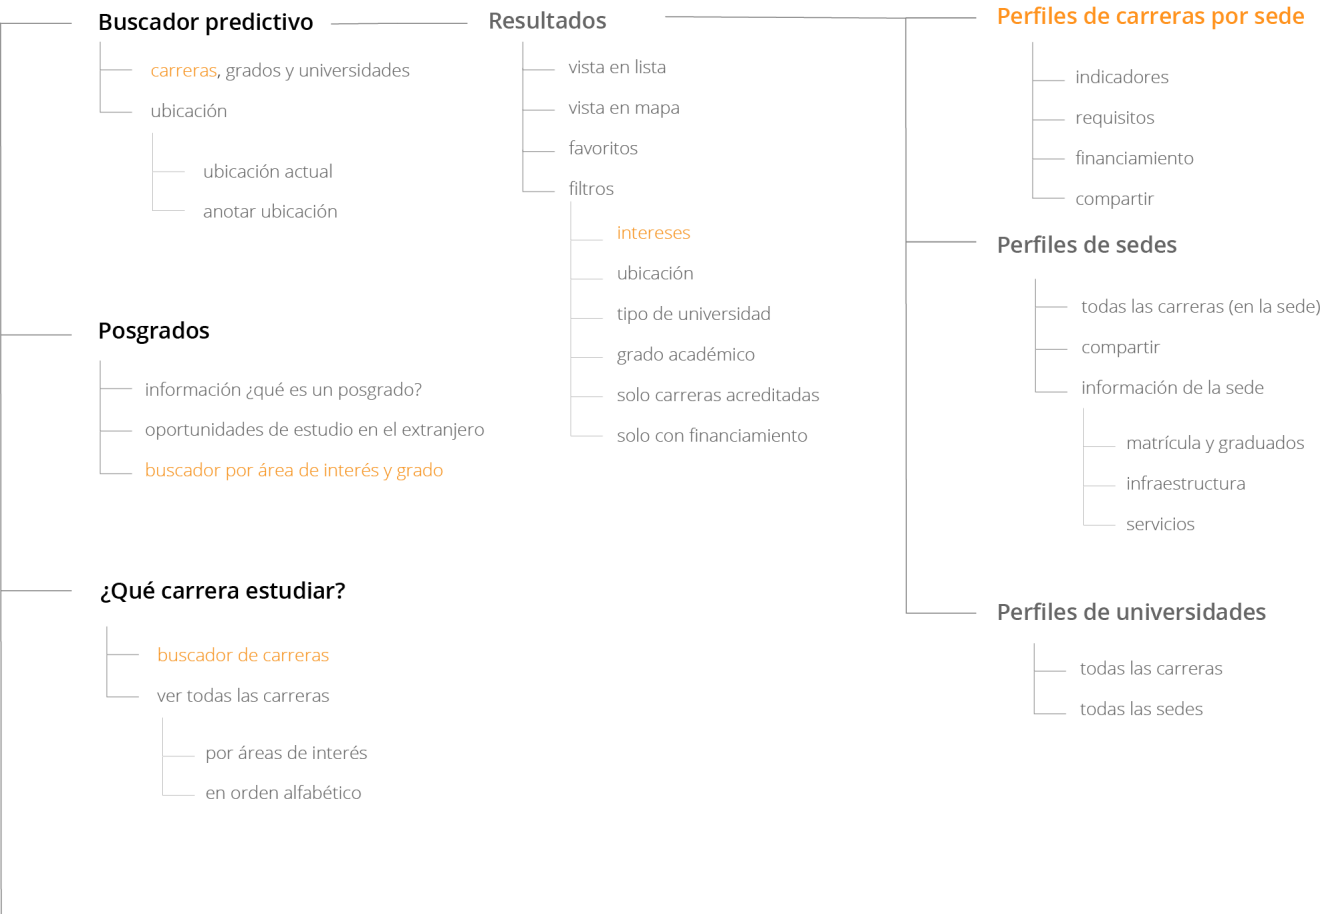 Buscador predictivo
carreras, grados y universidades
ubicación
ubicación actual
anotar ubicación
Posgrados
información ¿qué es un posgrado?
oportunidades de estudio en el extranjero
buscador por área de interés y grado
¿Qué carrera estudiar?
buscador de carreras
ver todas las carreras
por áreas de interés
en orden alfabético
Resultados
vista en lista
vista en mapa
favoritos
filtros
intereses
ubicación
tipo de universidad
grado académico
solo carreras acreditadas
solo con financiamiento
Perfiles de carreras por sede
indicadores
requisitos
financiamiento
compartir
Perfiles de sedes
todas las carreras (en la sede)
compartir
información de la sede
matrícula y graduados
infraestructura
servicios
Perfiles de universidades
todas las carreras
todas las sedes